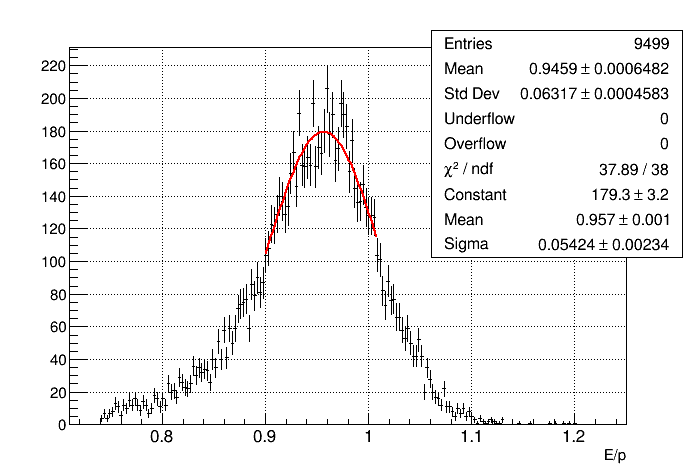 Entries 9499
Mean 0.9459 ± 0.0006482
Std Dev 0.06317 ± 0.0004583
Underflow 0
Overflow 0
χ² / ndf 37.89 / 38
Constant 179.3 ± 3.2
Mean 0.957 ± 0.001
Sigma 0.05424 ± 0.00234
220
200
180
160
140
120
100
80
60
40
20
0
0.8 0.9 1 1.1 1.2
E/p